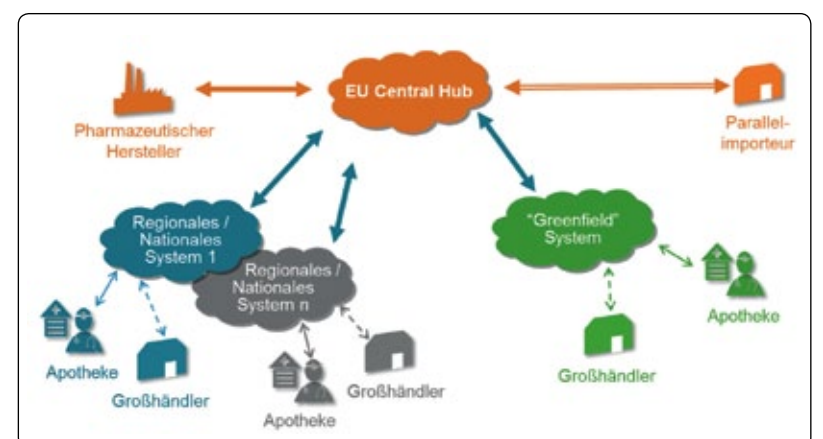 EU Central Hub
Pharmazeutischer
Hersteller
Parallel-
importeur
Regionales /
Nationales
System 1
Regionales /
Nationales
System n
"Greenfield"
System
Apotheke
Großhändler
Apotheke
Großhändler
Großhändler
Apotheke